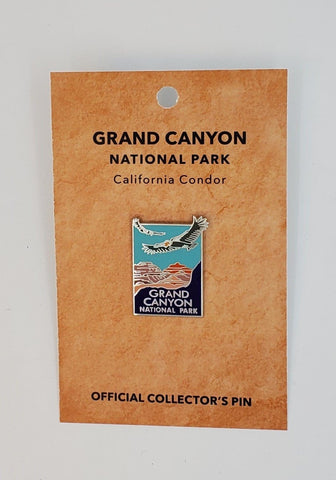 GRAND CANYON
NATIONAL PARK
California Condor
GRAND
CANYON
NATIONAL PARK
OFFICIAL COLLECTOR'S PIN